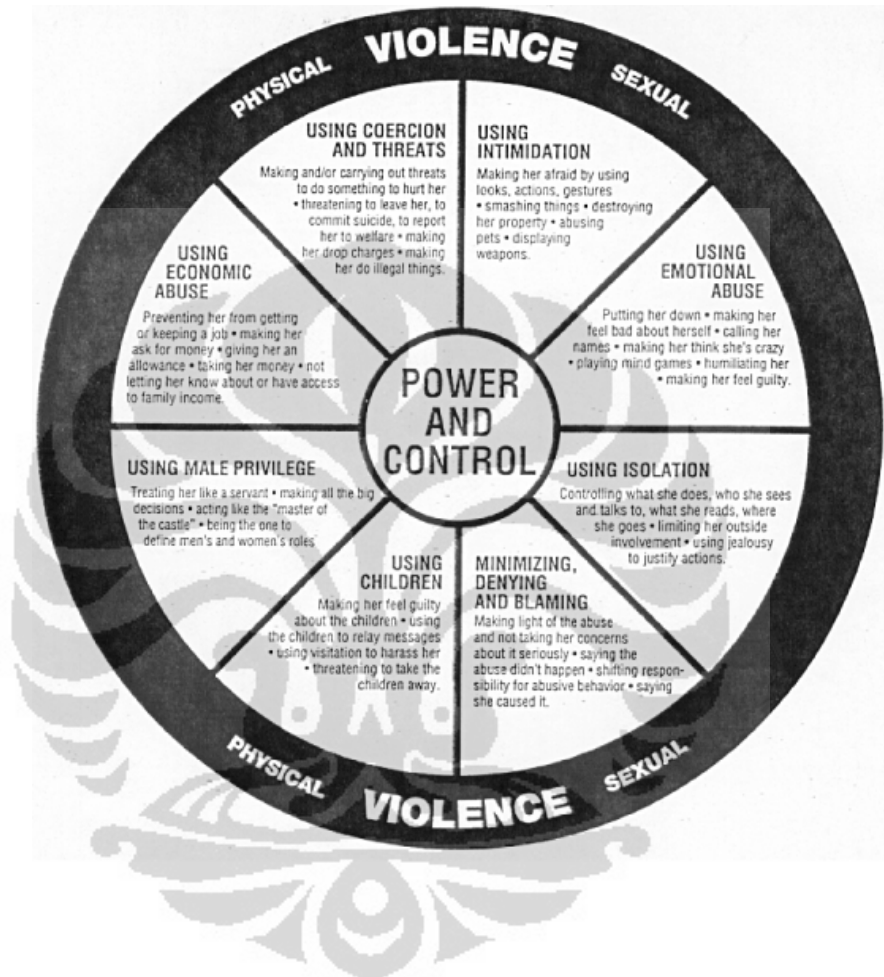 PHYSICAL VIOLENCE SEXUAL
USING COERCION
AND THREATS
Making and/or carrying out threats
to do something to hurt her
• threatening to leave her, to
commit suicide, to report
her to welfare • making
her drop charges • making
her do illegal things.
USING
INTIMIDATION
Making her afraid by using
looks, actions, gestures
• smashing things • destroying
her property • abusing
pets • displaying
weapons.
USING
ECONOMIC
ABUSE
Preventing her from getting
or keeping a job • making her
ask for money • giving her an
allowance • taking her money • not
letting her know about or have access
to family income.
USING
EMOTIONAL
ABUSE
Putting her down • making her
feel bad about herself • calling her
names • making her think she's crazy
• playing mind games • humiliating her
• making her feel guilty.
POWER
AND
CONTROL
USING MALE PRIVILEGE
Treating her like a servant • making all the big
decisions • acting like the "master
of the castle" • being the one to
define men's and women's roles
USING ISOLATION
Controlling what she does, who she sees
and talks to, what she reads, where
she goes • limiting her outside
involvement • using jealousy
to justify actions.
USING
CHILDREN
Making her feel guilty
about the children • using
the children to relay messages
• using visitation to harass her
• threatening to take the
children away.
MINIMIZING,
DENYING
AND BLAMING
Making light of the abuse
and not taking her concerns
about it seriously • saying the
abuse didn't happen • shifting respon-
sibility for abusive behavior • saying
she caused it.
PHYSICAL VIOLENCE SEXUAL